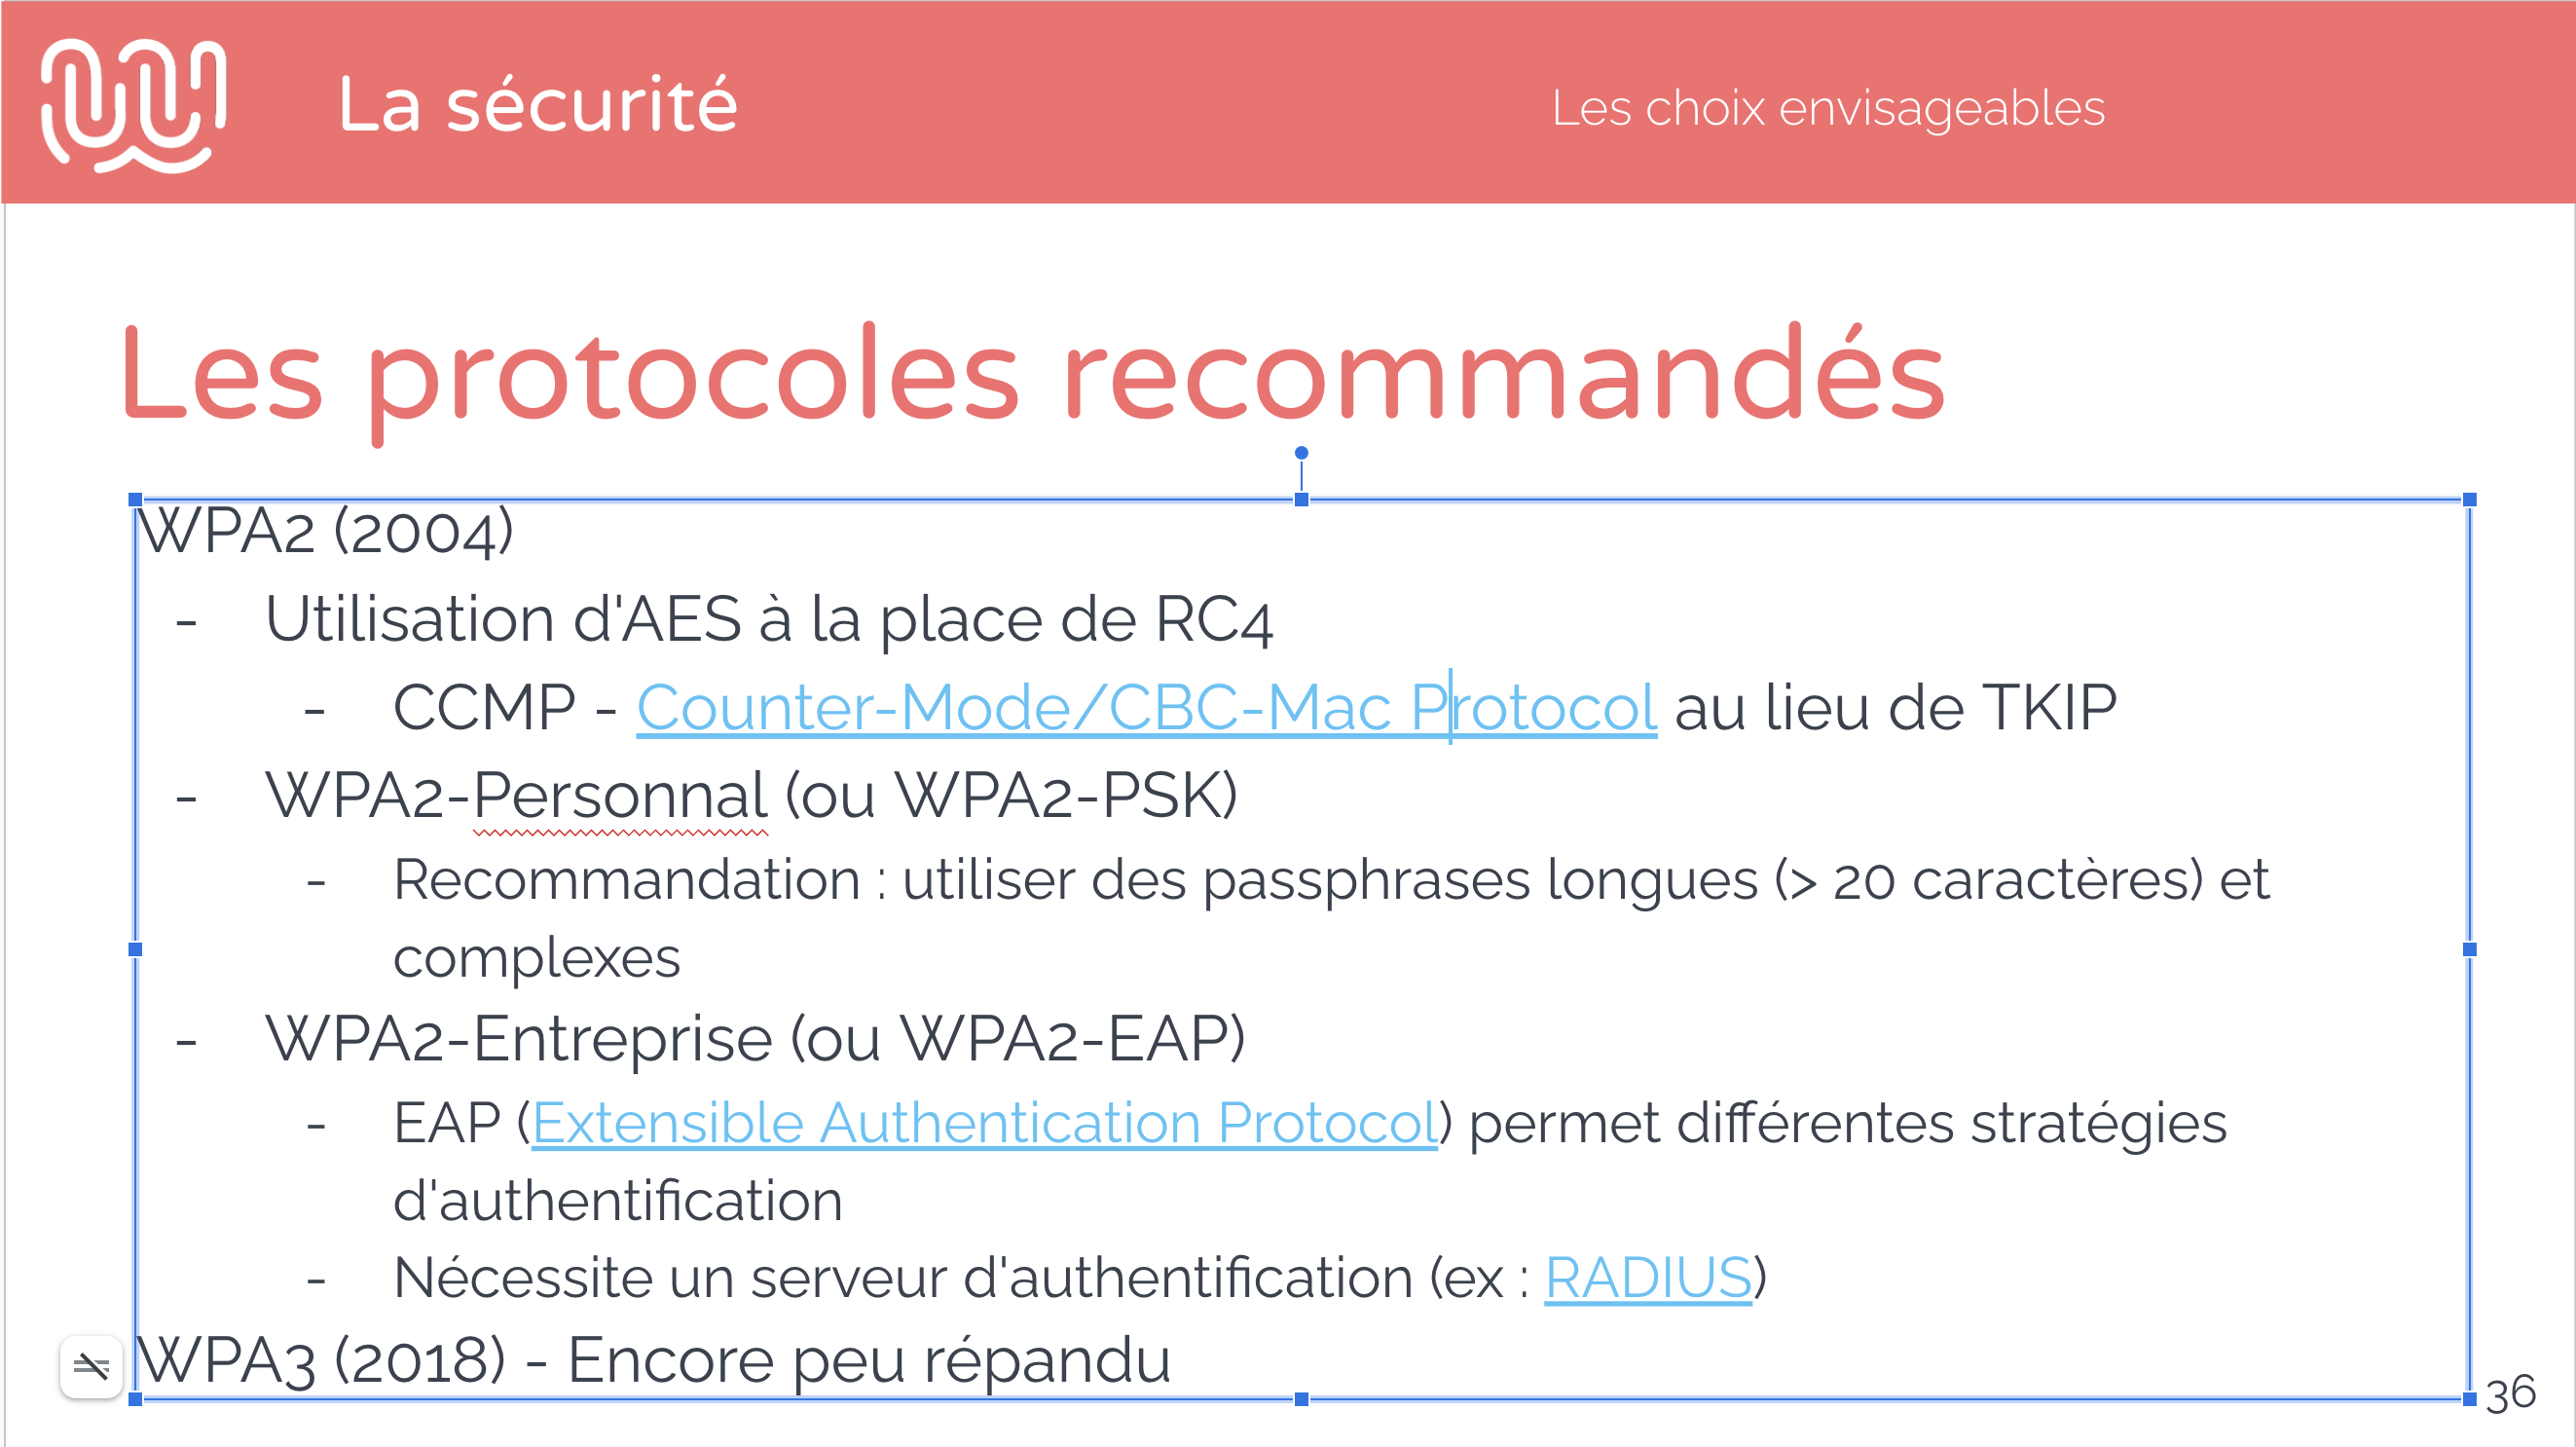 La sécurité
Les choix envisageables
Les protocoles recommandés
WPA2 (2004)
- Utilisation d'AES à la place de RC4
- CCMP - Counter-Mode/CBC-Mac Protocol au lieu de TKIP
- WPA2-Personnal (ou WPA2-PSK)
- Recommandation : utiliser des passphrases longues (> 20 caractères) et
complexes
- WPA2-Entreprise (ou WPA2-EAP)
- EAP (Extensible Authentication Protocol) permet différentes stratégies
d'authentification
- Nécessite un serveur d'authentification (ex : RADIUS)
WPA3 (2018) - Encore peu répandu
36